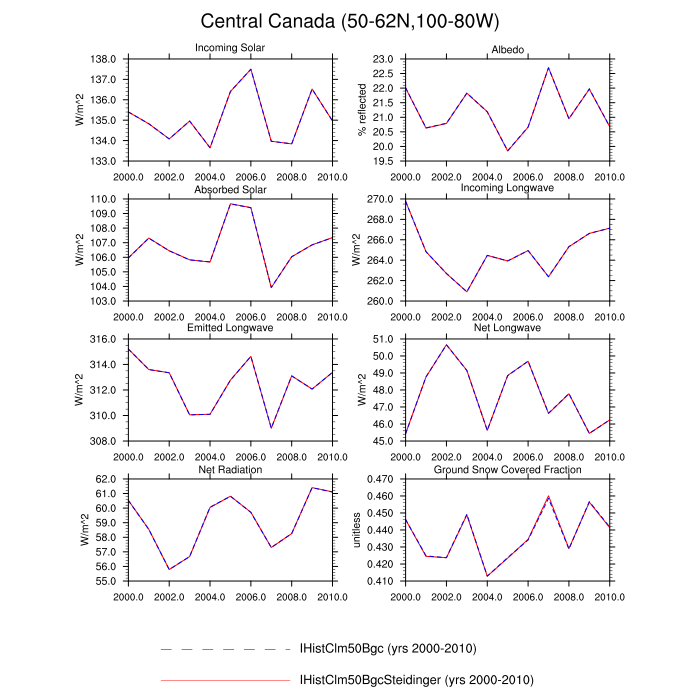 Central Canada (50-62N,100-80W)
Incoming Solar
W/m^2
138.0
137.0
136.0
135.0
134.0
133.0
2000.0 2002.0 2004.0 2006.0 2008.0 2010.0
Albedo
% reflected
23.0
22.5
22.0
21.5
21.0
20.5
20.0
19.5
2000.0 2002.0 2004.0 2006.0 2008.0 2010.0
Absorbed Solar
W/m^2
110.0
109.0
108.0
107.0
106.0
105.0
104.0
103.0
2000.0 2002.0 2004.0 2006.0 2008.0 2010.0
Incoming Longwave
W/m^2
270.0
268.0
266.0
264.0
262.0
260.0
2000.0 2002.0 2004.0 2006.0 2008.0 2010.0
Emitted Longwave
W/m^2
316.0
314.0
312.0
310.0
308.0
2000.0 2002.0 2004.0 2006.0 2008.0 2010.0
Net Longwave
W/m^2
51.0
50.0
49.0
48.0
47.0
46.0
45.0
2000.0 2002.0 2004.0 2006.0 2008.0 2010.0
Net Radiation
W/m^2
62.0
61.0
60.0
59.0
58.0
57.0
56.0
55.0
2000.0 2002.0 2004.0 2006.0 2008.0 2010.0
Ground Snow Covered Fraction
unitless
0.470
0.460
0.450
0.440
0.430
0.420
0.410
2000.0 2002.0 2004.0 2006.0 2008.0 2010.0
IHistClm50Bgc (yrs 2000-2010)
IHistClm50BgcSteidinger (yrs 2000-2010)